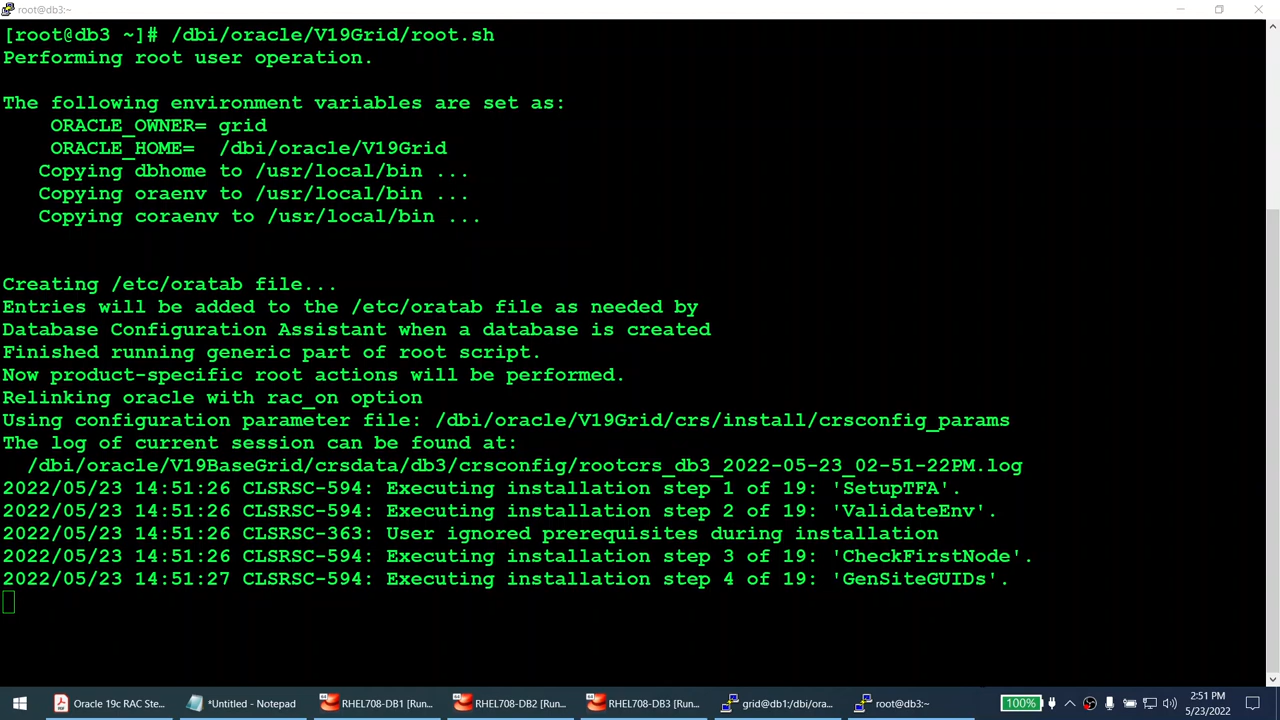 root@db3:~
[root@db3 ~]# /dbi/oracle/V19Grid/root.sh
Performing root user operation.
The following environment variables are set as:
ORACLE_OWNER= grid
ORACLE_HOME=  /dbi/oracle/V19Grid
Copying dbhome to /usr/local/bin ...
Copying oraenv to /usr/local/bin ...
Copying coraenv to /usr/local/bin ...
Creating /etc/oratab file...
Entries will be added to the /etc/oratab file as needed by
Database Configuration Assistant when a database is created
Finished running generic part of root script.
Now product-specific root actions will be performed.
Relinking oracle with rac_on option
Using configuration parameter file: /dbi/oracle/V19Grid/crs/install/crsconfig_params
The log of current session can be found at:
/dbi/oracle/V19BaseGrid/crsdata/db3/crsconfig/rootcrs_db3_2022-05-23_02-51-22PM.log
2022/05/23 14:51:26 CLSRSC-594: Executing installation step 1 of 19: 'SetupTFA'.
2022/05/23 14:51:26 CLSRSC-594: Executing installation step 2 of 19: 'ValidateEnv'.
2022/05/23 14:51:26 CLSRSC-363: User ignored prerequisites during installation
2022/05/23 14:51:26 CLSRSC-594: Executing installation step 3 of 19: 'CheckFirstNode'.
2022/05/23 14:51:27 CLSRSC-594: Executing installation step 4 of 19: 'GenSiteGUIDs'.
Oracle 19c RAC Ste... *Untitled - Notepad RHEL708-DB1 [Run... RHEL708-DB2 [Run... RHEL708-DB3 [Run... grid@db1:/dbi/ora... root@db3:~ 100% 2:51 PM
5/23/2022